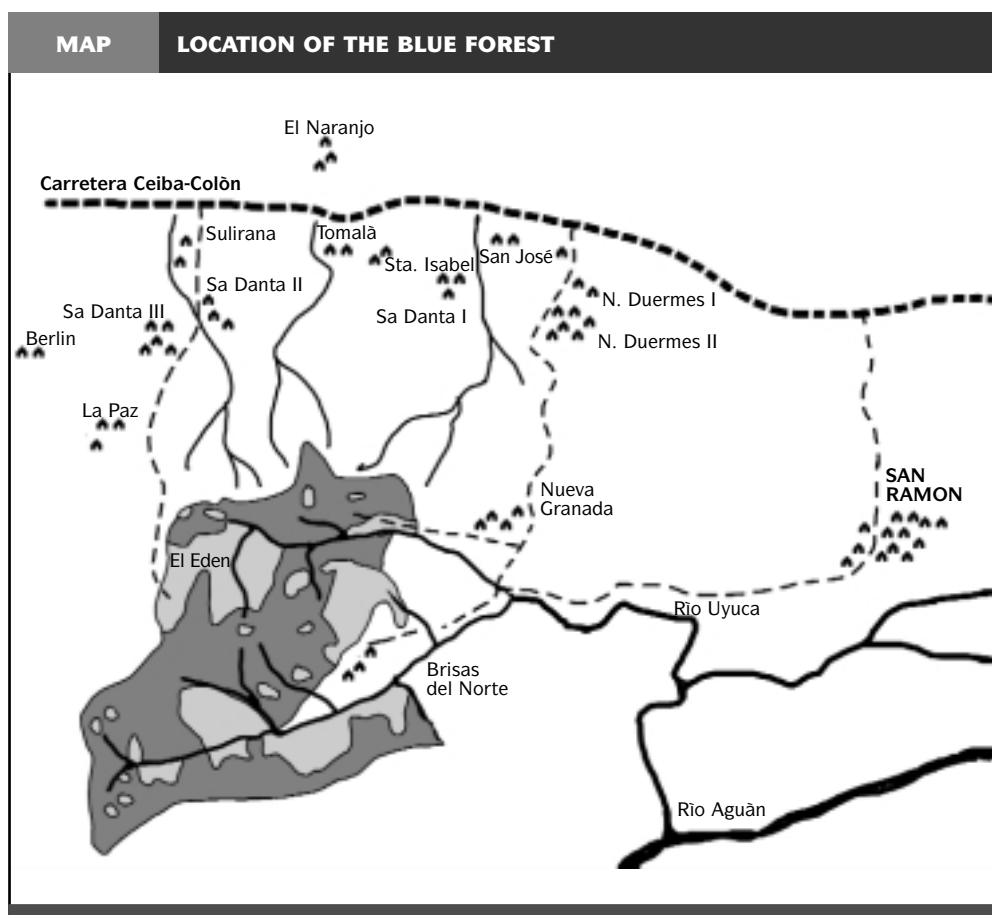 MAP LOCATION OF THE BLUE FOREST
El Naranjo
Carretera Ceiba-Colòn
Sulirana
Tomalà
San José
Sta. Isabel
Sa Danta II
N. Duermes I
Sa Danta III
Sa Danta I
Berlin
N. Duermes II
La Paz
SAN
RAMON
Nueva
Granada
El Eden
Rìo Uyuca
Brisas
del Norte
Rìo Aguàn